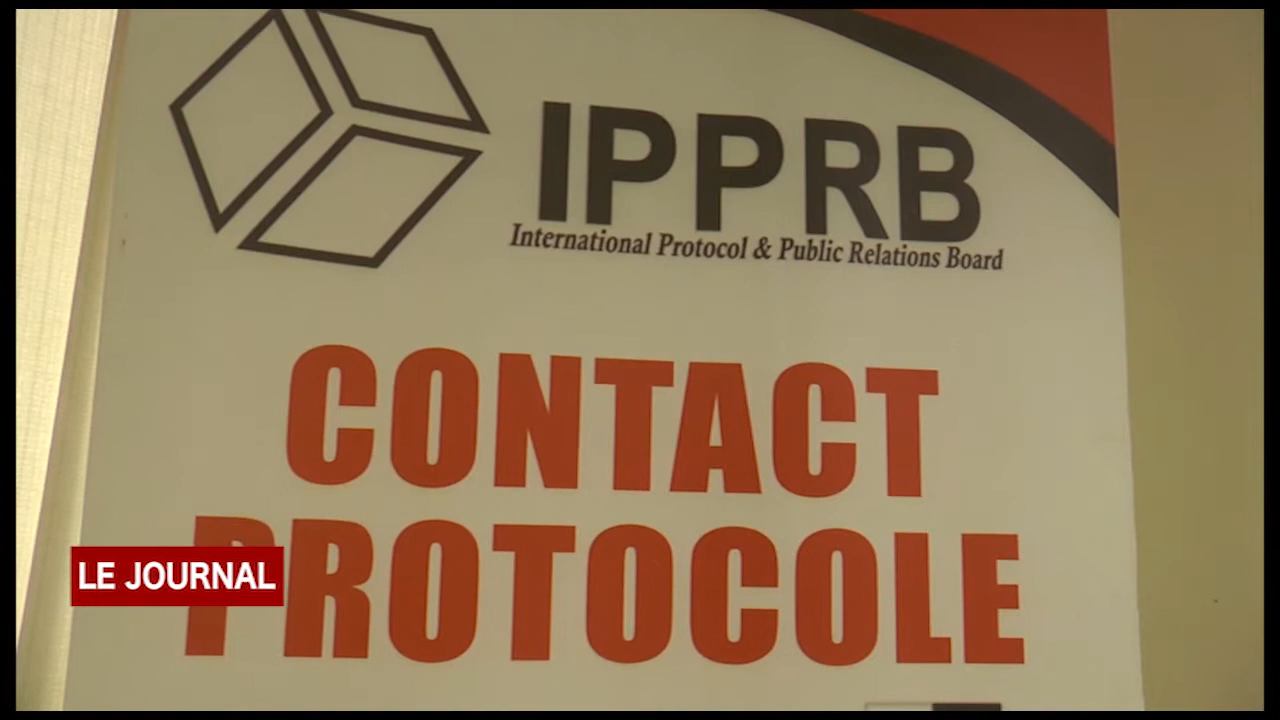 IPPRB
International Protocol & Public Relations Board
CONTACT
PROTOCOLE
LE JOURNAL